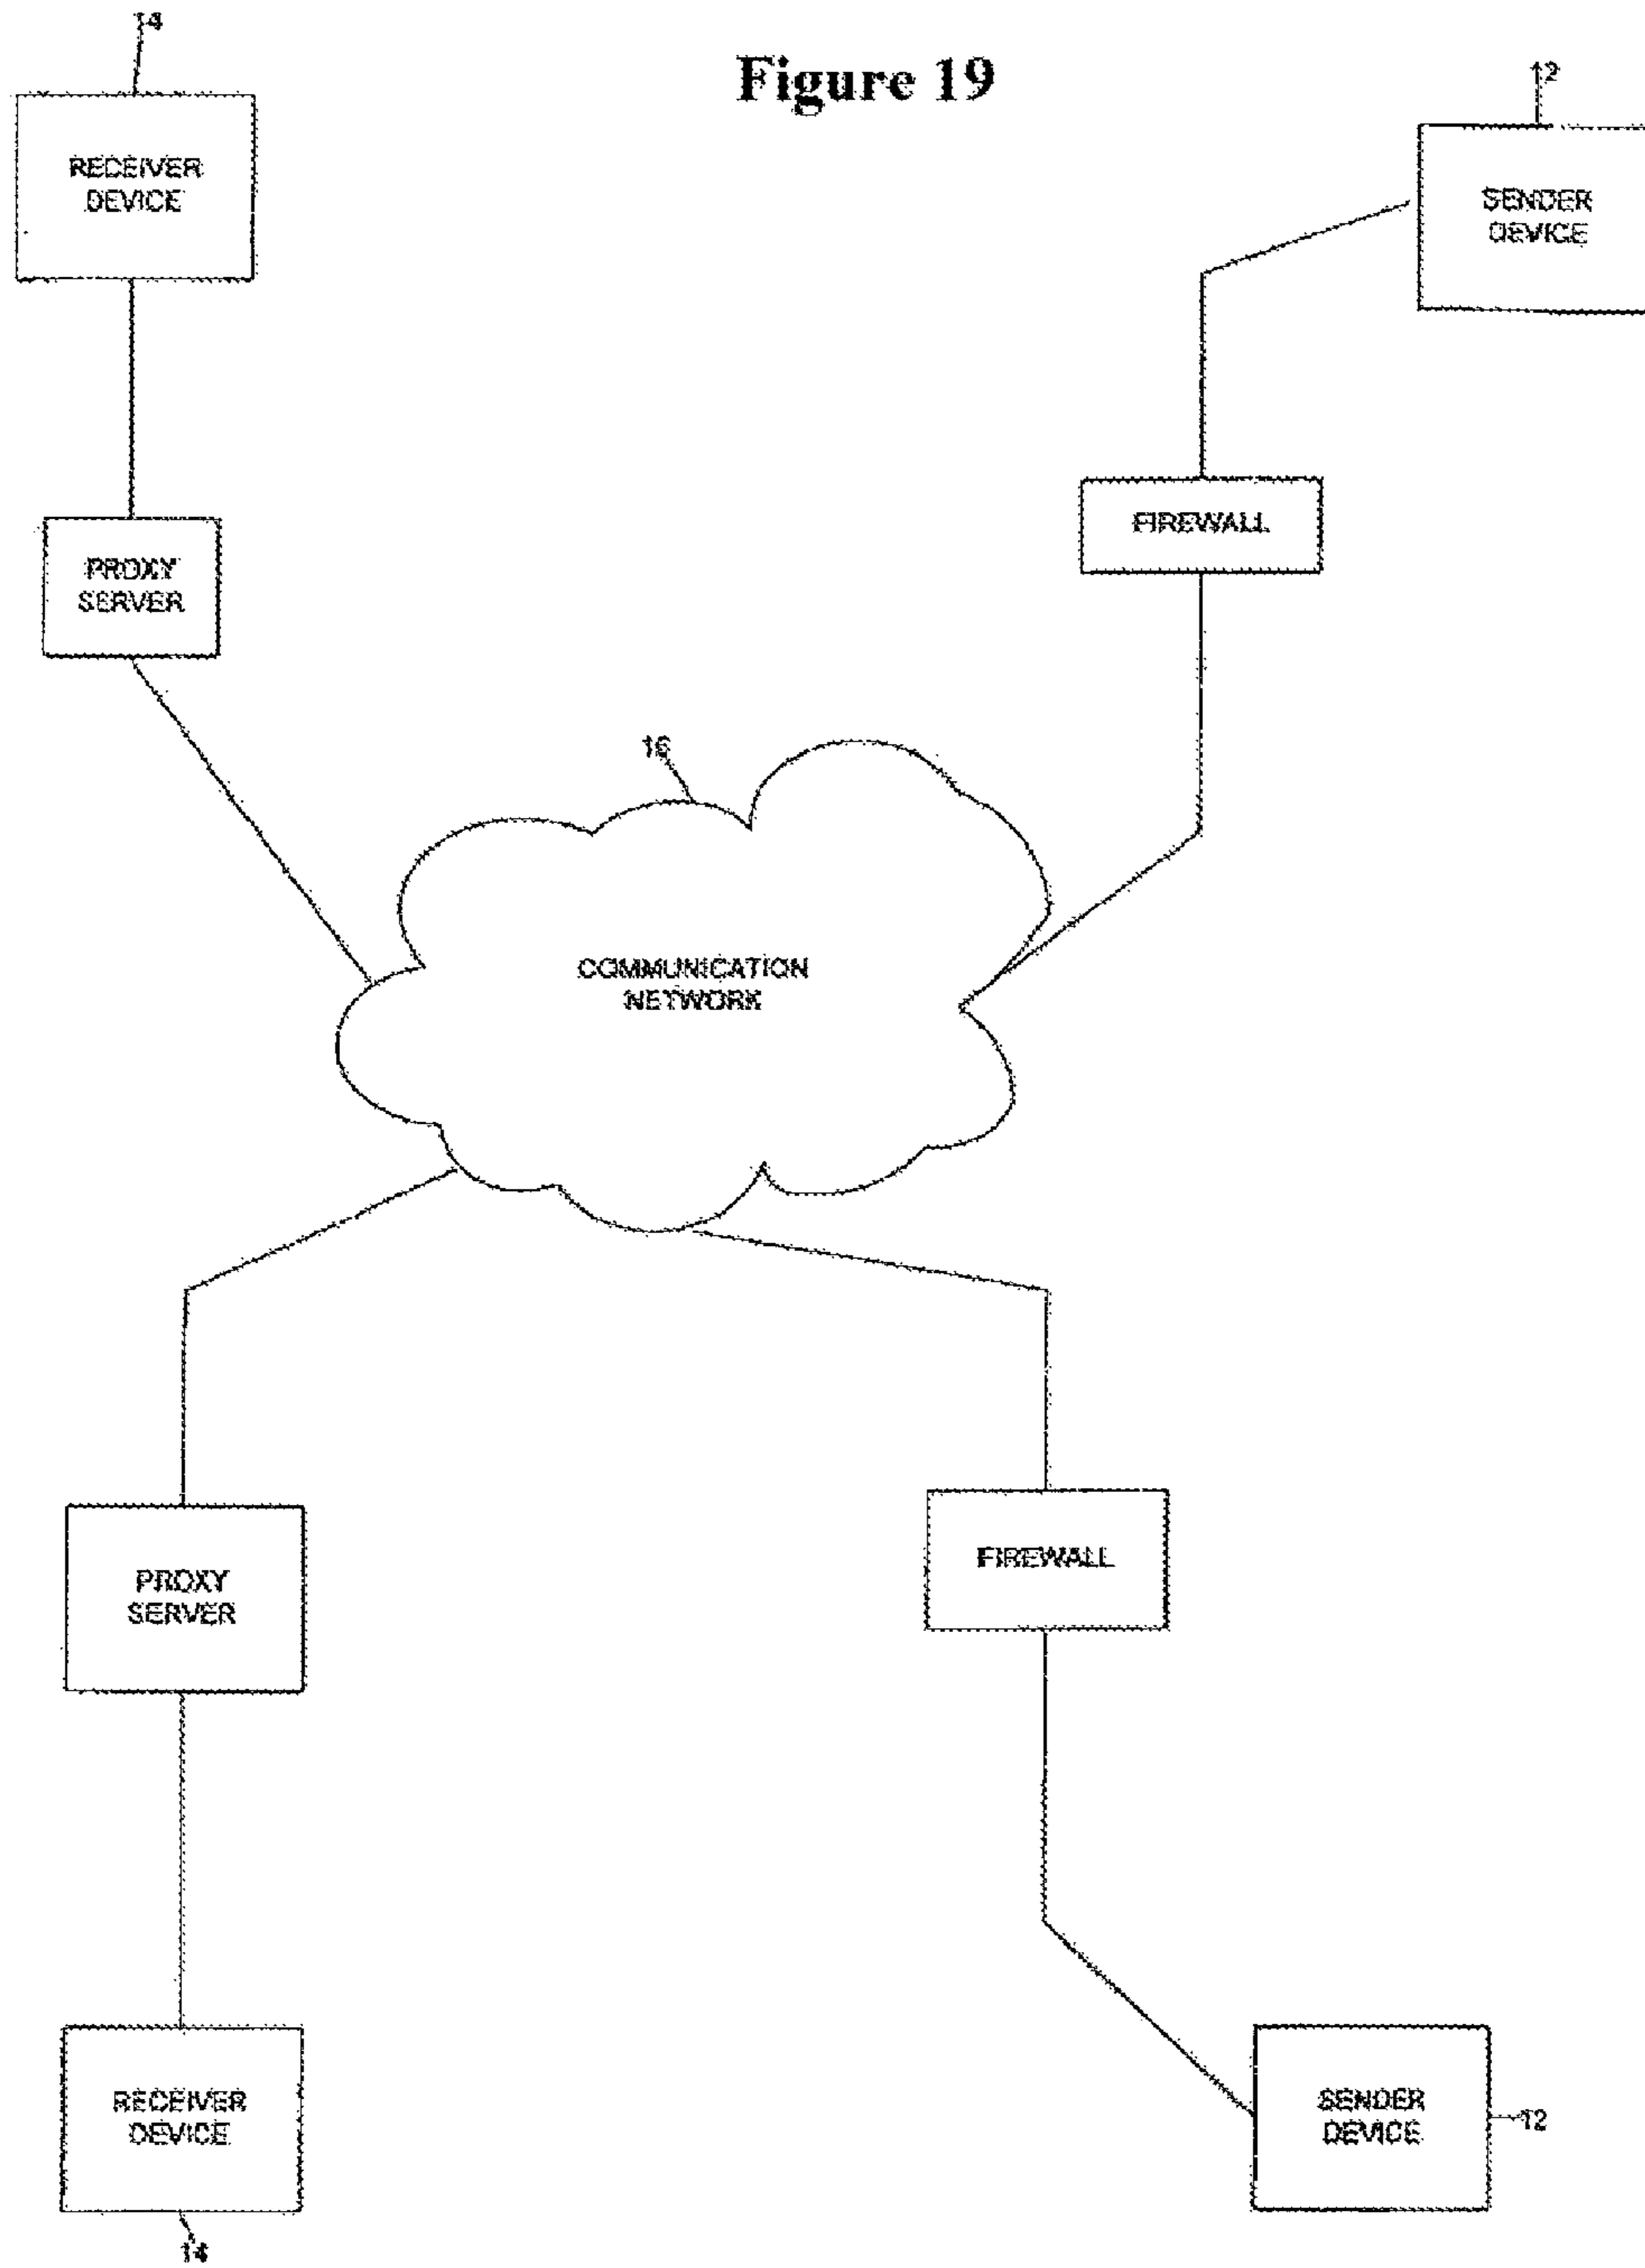 14
Figure 19
12
RECEIVER
DEVICE
SENDER
DEVICE
FIREWALL
PROXY
SERVER
16
COMMUNICATION
NETWORK
PROXY
SERVER
FIREWALL
RECEIVER
DEVICE
SENDER
DEVICE
12
14